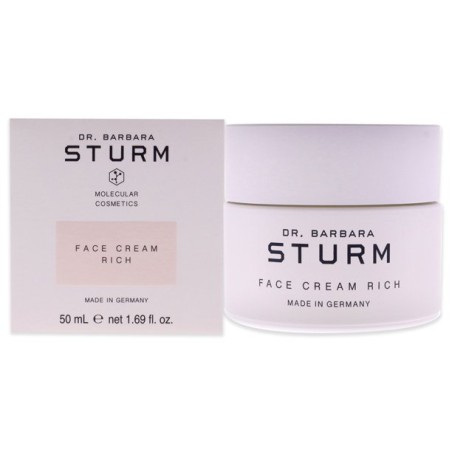 DR. BARBARA
STURM
MOLECULAR
COSMETICS
FACE CREAM
RICH
MADE IN GERMANY
50 mL ℮ net 1.69 fl. oz.
DR. BARBARA
STURM
FACE CREAM RICH
MADE IN GERMANY